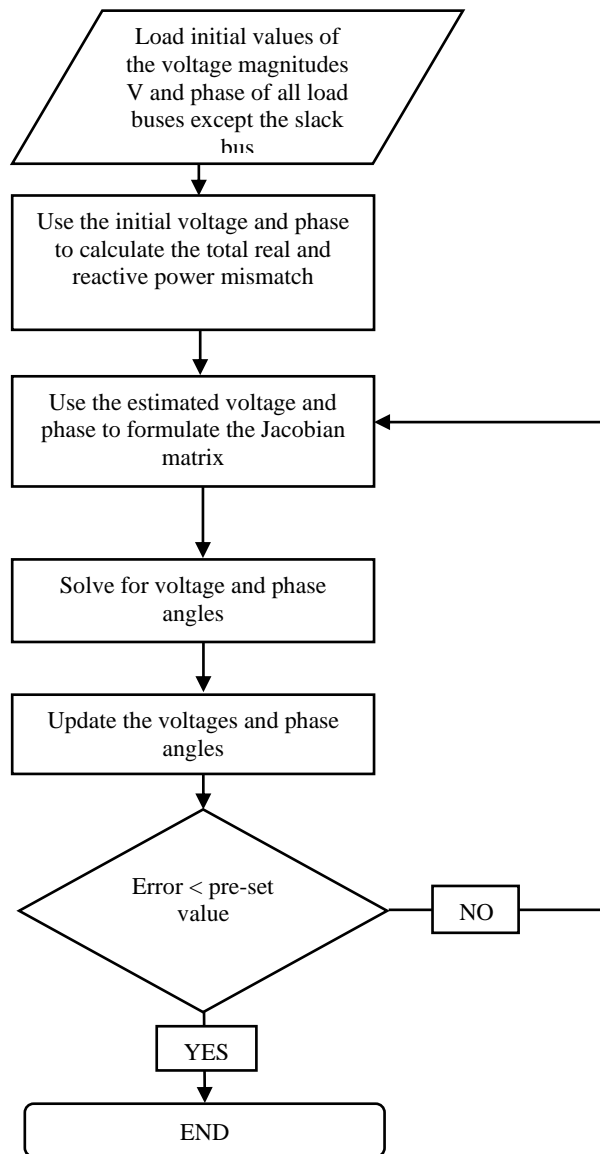 Load initial values of
the voltage magnitudes
V and phase of all load
buses except the slack
bus
Use the initial voltage and phase
to calculate the total real and
reactive power mismatch
Use the estimated voltage and
phase to formulate the Jacobian
matrix
Solve for voltage and phase
angles
Update the voltages and phase
angles
Error < pre-set
value
NO
YES
END